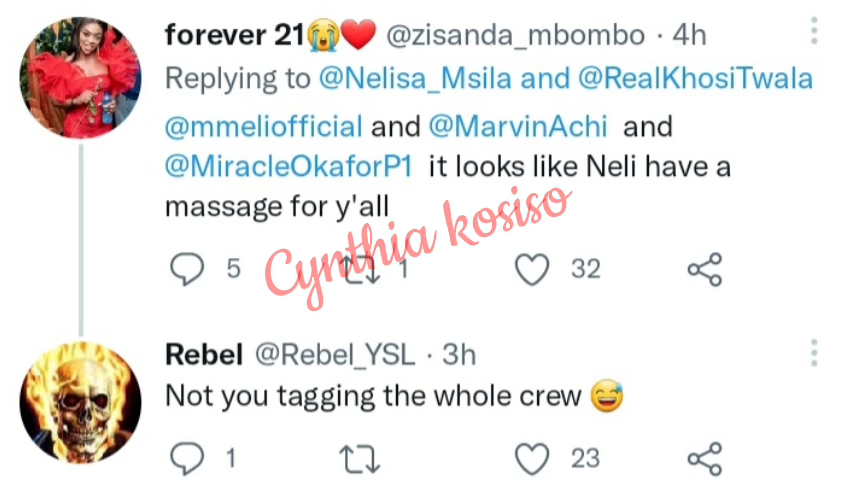 forever 21😭❤️ @zisanda_mbombo · 4h
Replying to @Nelisa_Msila and @RealKhosiTwala
@mmeliofficial and @MarvinAchi and
@MiracleOkaforP1 it looks like Neli have a
massage for y'all
5 1 32
Cynthia kosiso
Rebel @Rebel_YSL · 3h
Not you tagging the whole crew 😅
1 23